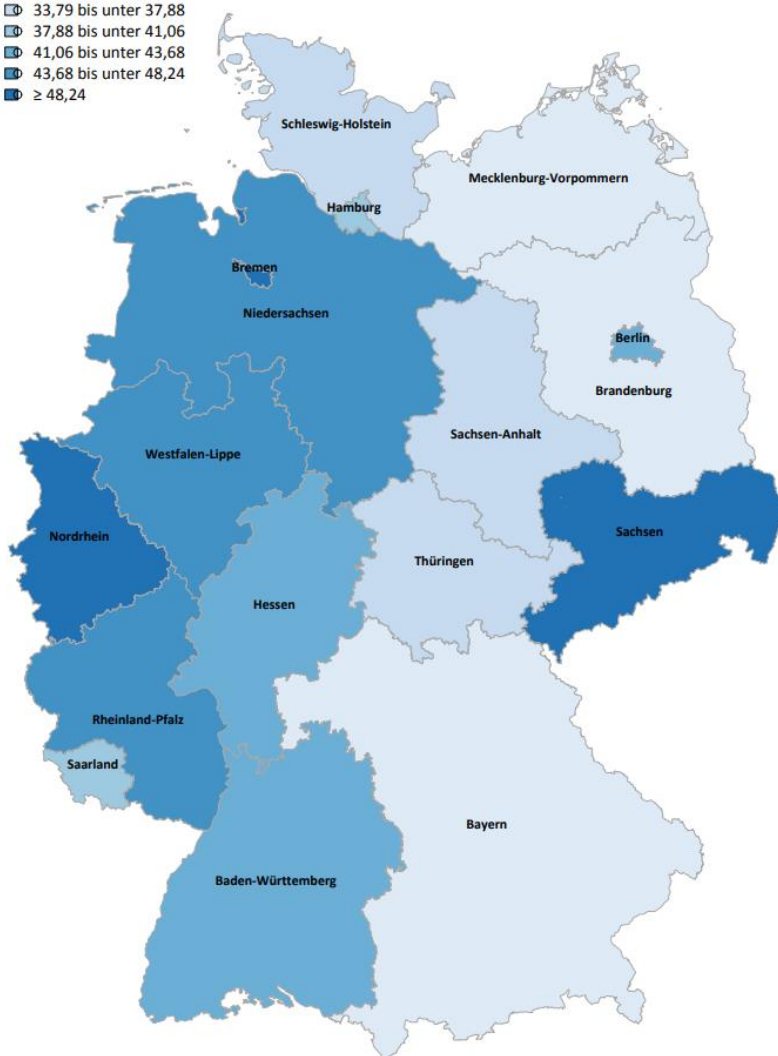 33,79 bis unter 37,88
37,88 bis unter 41,06
41,06 bis unter 43,68
43,68 bis unter 48,24
≥ 48,24
Schleswig-Holstein
Mecklenburg-Vorpommern
Hamburg
Bremen
Niedersachsen
Berlin
Brandenburg
Sachsen-Anhalt
Westfalen-Lippe
Nordrhein
Sachsen
Thüringen
Hessen
Rheinland-Pfalz
Saarland
Bayern
Baden-Württemberg